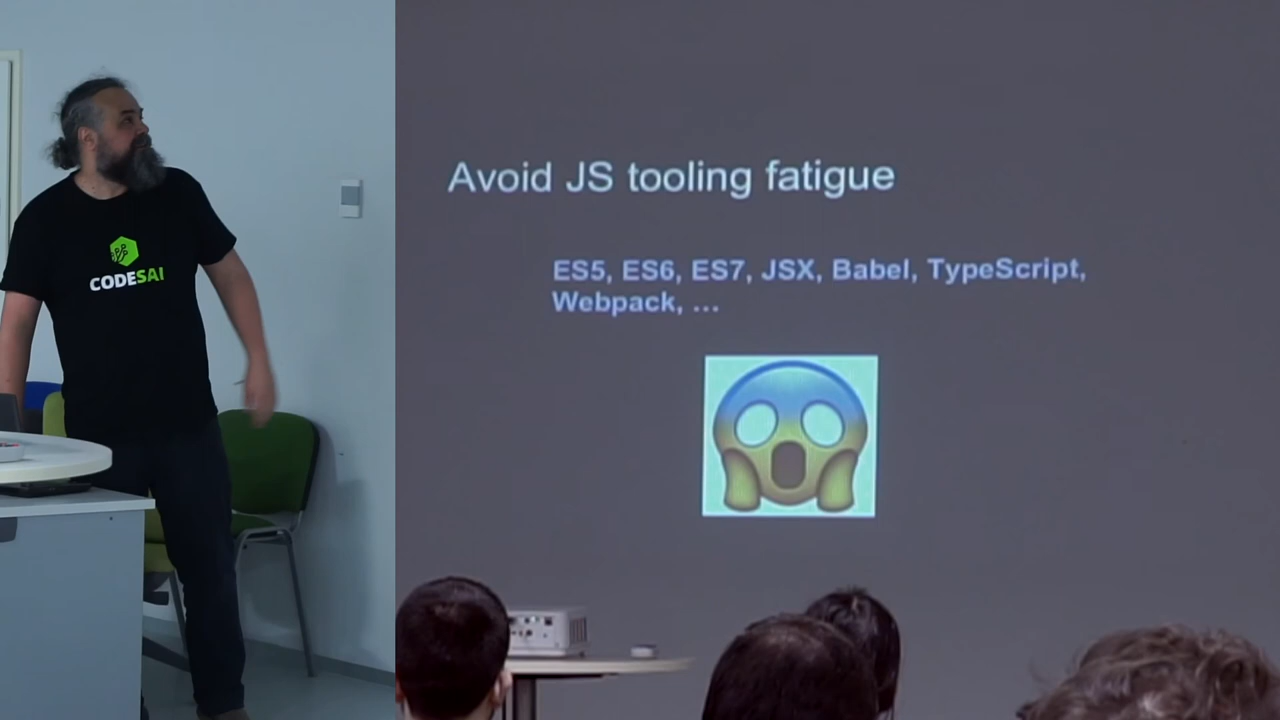 CODESAI
Avoid JS tooling fatigue
ES5, ES6, ES7, JSX, Babel, TypeScript,
Webpack, ...